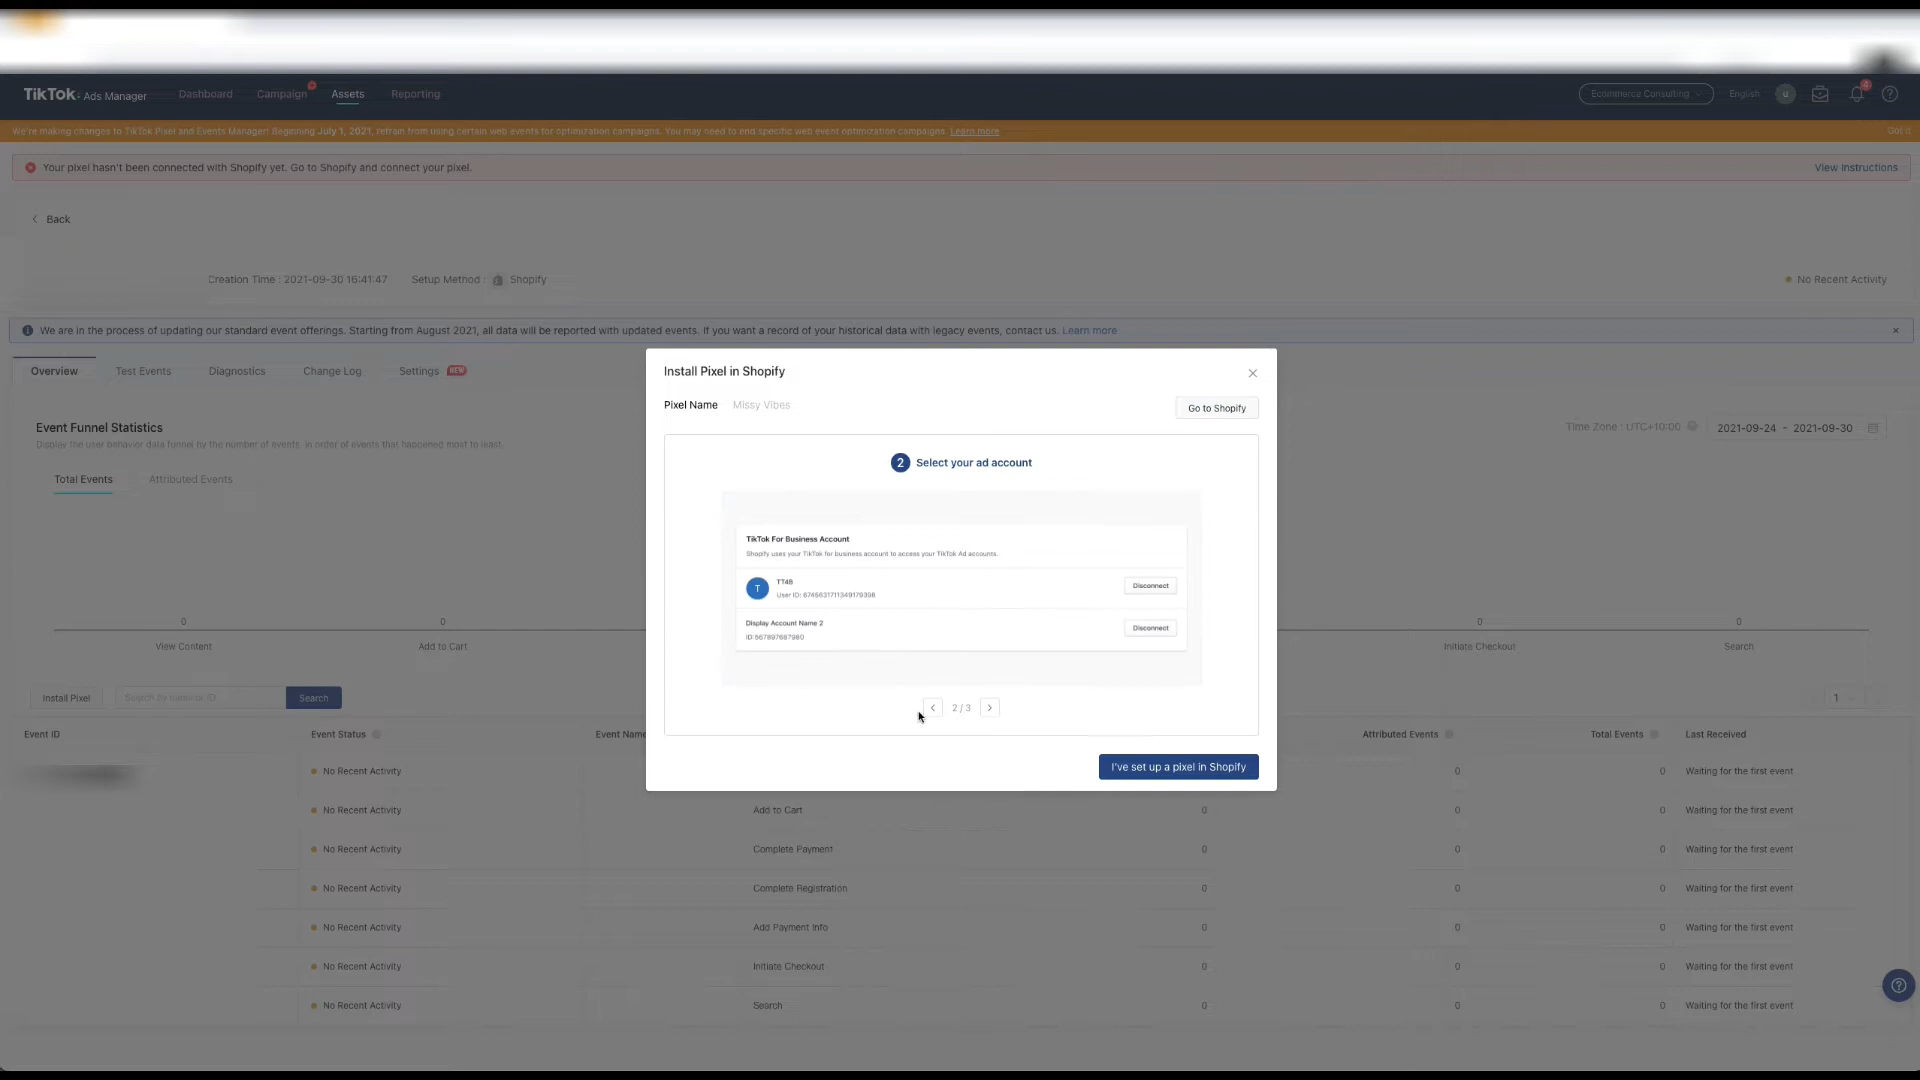 TikTok: Ads Manager Dashboard Campaign Assets Reporting Ecommerce Consulting English u 4
We're making changes to TikTok Pixel and Events Manager! Beginning July 1, 2021, refrain from using certain web events for optimization campaigns. You may need to end specific web event optimization campaigns. Learn more Got it
Your pixel hasn't been connected with Shopify yet. Go to Shopify and connect your pixel. View Instructions
Back
Creation Time : 2021-09-30 16:41:47 Setup Method : Shopify No Recent Activity
We are in the process of updating our standard event offerings. Starting from August 2021, all data will be reported with updated events. If you want a record of your historical data with legacy events, contact us. Learn more
Overview Test Events Diagnostics Change Log Settings NEW
Install Pixel in Shopify
Pixel Name Missy Vibes Go to Shopify
Event Funnel Statistics Time Zone : UTC+10:00 2021-09-24 - 2021-09-30
Display the user behavior data funnel by the number of events, in order of events that happened most to least.
2 Select your ad account
Total Events Attributed Events
TikTok For Business Account
Shopify uses your TikTok for business account to access your TikTok Ad accounts.
T TT46 Disconnect
User ID: 6745631711349179398
Display Account Name 2 Disconnect
ID:567897687980
0 0 0 0
View Content Add to Cart Initiate Checkout Search
Install Pixel Search by name or ID Search 1
2 / 3
Event ID Event Status Event Name Attributed Events Total Events Last Received
I've set up a pixel in Shopify
No Recent Activity 0 0 Waiting for the first event
No Recent Activity Add to Cart 0 0 0 Waiting for the first event
No Recent Activity Complete Payment 0 0 0 Waiting for the first event
No Recent Activity Complete Registration 0 0 0 Waiting for the first event
No Recent Activity Add Payment Info 0 0 0 Waiting for the first event
No Recent Activity Initiate Checkout 0 0 0 Waiting for the first event
No Recent Activity Search 0 0 0 Waiting for the first event